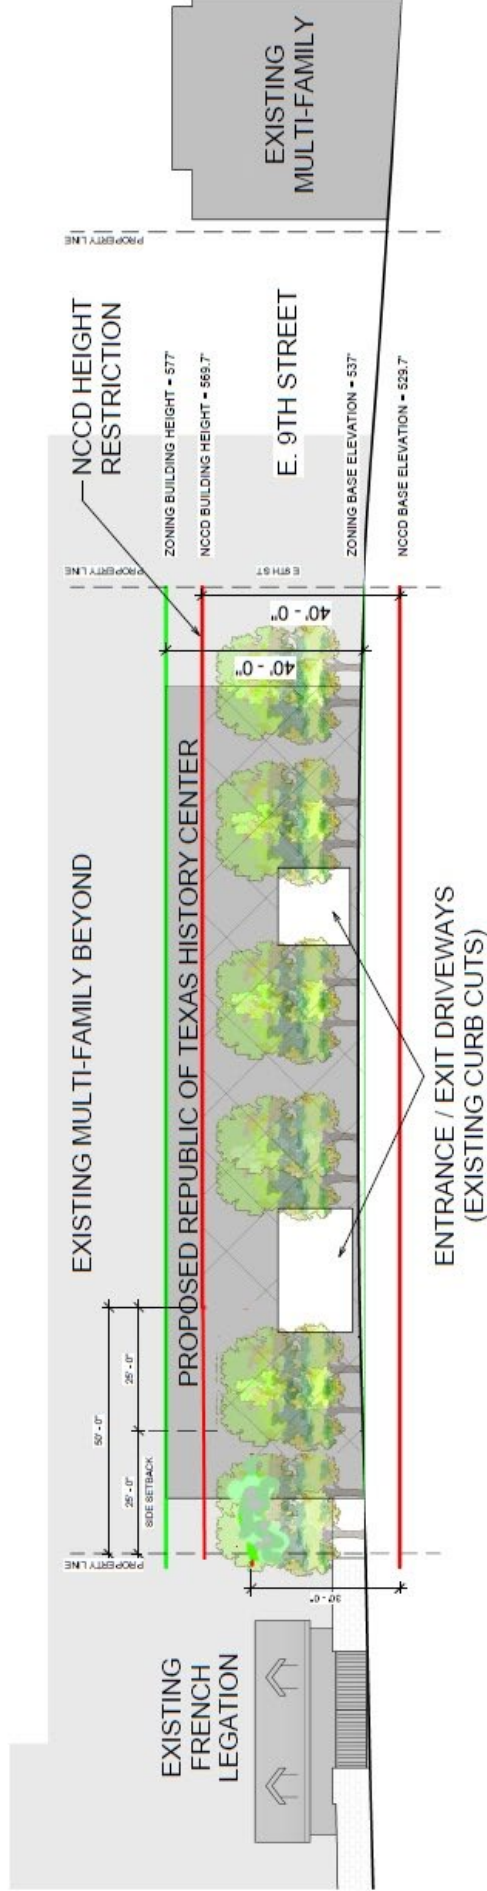 EXISTING
MULTI-FAMILY
PROPERTY LINE
NCCD HEIGHT
RESTRICTION
ZONING BUILDING HEIGHT = 577'
NCCD BUILDING HEIGHT = 569.7'
E. 9TH STREET
ZONING BASE ELEVATION = 537'
NCCD BASE ELEVATION = 529.7'
PROPERTY LINE
E 9TH ST
40' - 0"
40' - 0"
EXISTING MULTI-FAMILY BEYOND
PROPOSED REPUBLIC OF TEXAS HISTORY CENTER
ENTRANCE / EXIT DRIVEWAYS
(EXISTING CURB CUTS)
50' - 0"
25' - 0"
25' - 0"
SIDE SETBACK
PROPERTY LINE
30' - 0"
EXISTING
FRENCH
LEGATION